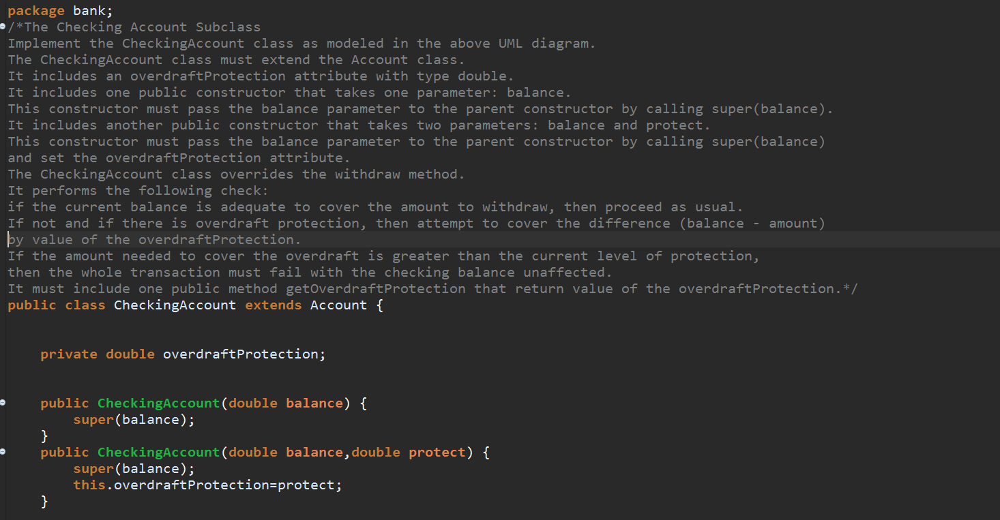 package bank;
/*The Checking Account Subclass
Implement the CheckingAccount class as modeled in the above UML diagram.
The CheckingAccount class must extend the Account class.
It includes an overdraftProtection attribute with type double.
It includes one public constructor that takes one parameter: balance.
This constructor must pass the balance parameter to the parent constructor by calling super(balance).
It includes another public constructor that takes two parameters: balance and protect.
This constructor must pass the balance parameter to the parent constructor by calling super(balance)
and set the overdraftProtection attribute.
The CheckingAccount class overrides the withdraw method.
It performs the following check:
if the current balance is adequate to cover the amount to withdraw, then proceed as usual.
If not and if there is overdraft protection, then attempt to cover the difference (balance - amount)
by value of the overdraftProtection.
If the amount needed to cover the overdraft is greater than the current level of protection,
then the whole transaction must fail with the checking balance unaffected.
It must include one public method getOverdraftProtection that return value of the overdraftProtection.*/
public class CheckingAccount extends Account {
private double overdraftProtection;
public CheckingAccount(double balance) {
super(balance);
}
public CheckingAccount(double balance,double protect) {
super(balance);
this.overdraftProtection=protect;
}